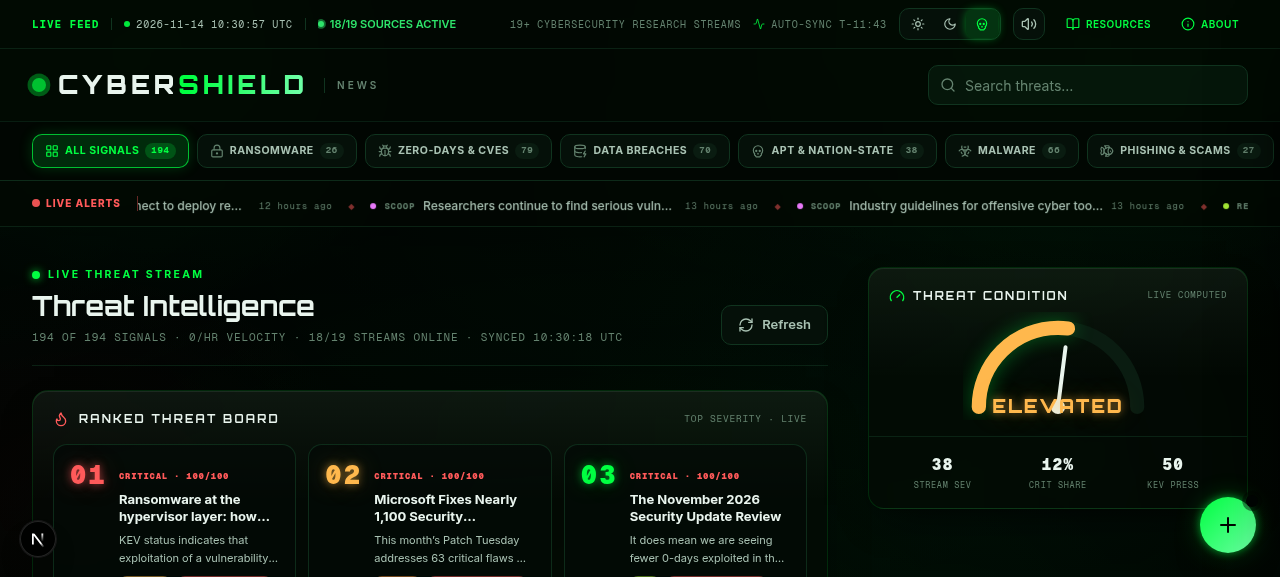 LIVE FEED 2026-11-14 10:30:57 UTC 18/19 SOURCES ACTIVE 19+ CYBERSECURITY RESEARCH STREAMS AUTO-SYNC T-11:43 RESOURCES ABOUT
CYBERSHIELD NEWS Search threats...
ALL SIGNALS 194 RANSOMWARE 26 ZERO-DAYS & CVES 79 DATA BREACHES 70 APT & NATION-STATE 38 MALWARE 66 PHISHING & SCAMS 27
LIVE ALERTS nect to deploy re... 12 hours ago SCOOP Researchers continue to find serious vuln... 13 hours ago SCOOP Industry guidelines for offensive cyber too... 13 hours ago RE
LIVE THREAT STREAM
Threat Intelligence
194 OF 194 SIGNALS · 0/HR VELOCITY · 18/19 STREAMS ONLINE · SYNCED 10:30:18 UTC
Refresh
RANKED THREAT BOARD TOP SEVERITY · LIVE
01 CRITICAL · 100/100
Ransomware at the
hypervisor layer: how...
KEV status indicates that
exploitation of a vulnerability...
02 CRITICAL · 100/100
Microsoft Fixes Nearly
1,100 Security...
This month's Patch Tuesday
addresses 63 critical flaws ...
03 CRITICAL · 100/100
The November 2026
Security Update Review
It does mean we are seeing
fewer 0-days exploited in th...
THREAT CONDITION LIVE COMPUTED
ELEVATED
38 12% 50
STREAM SEV CRIT SHARE KEV PRESS
N